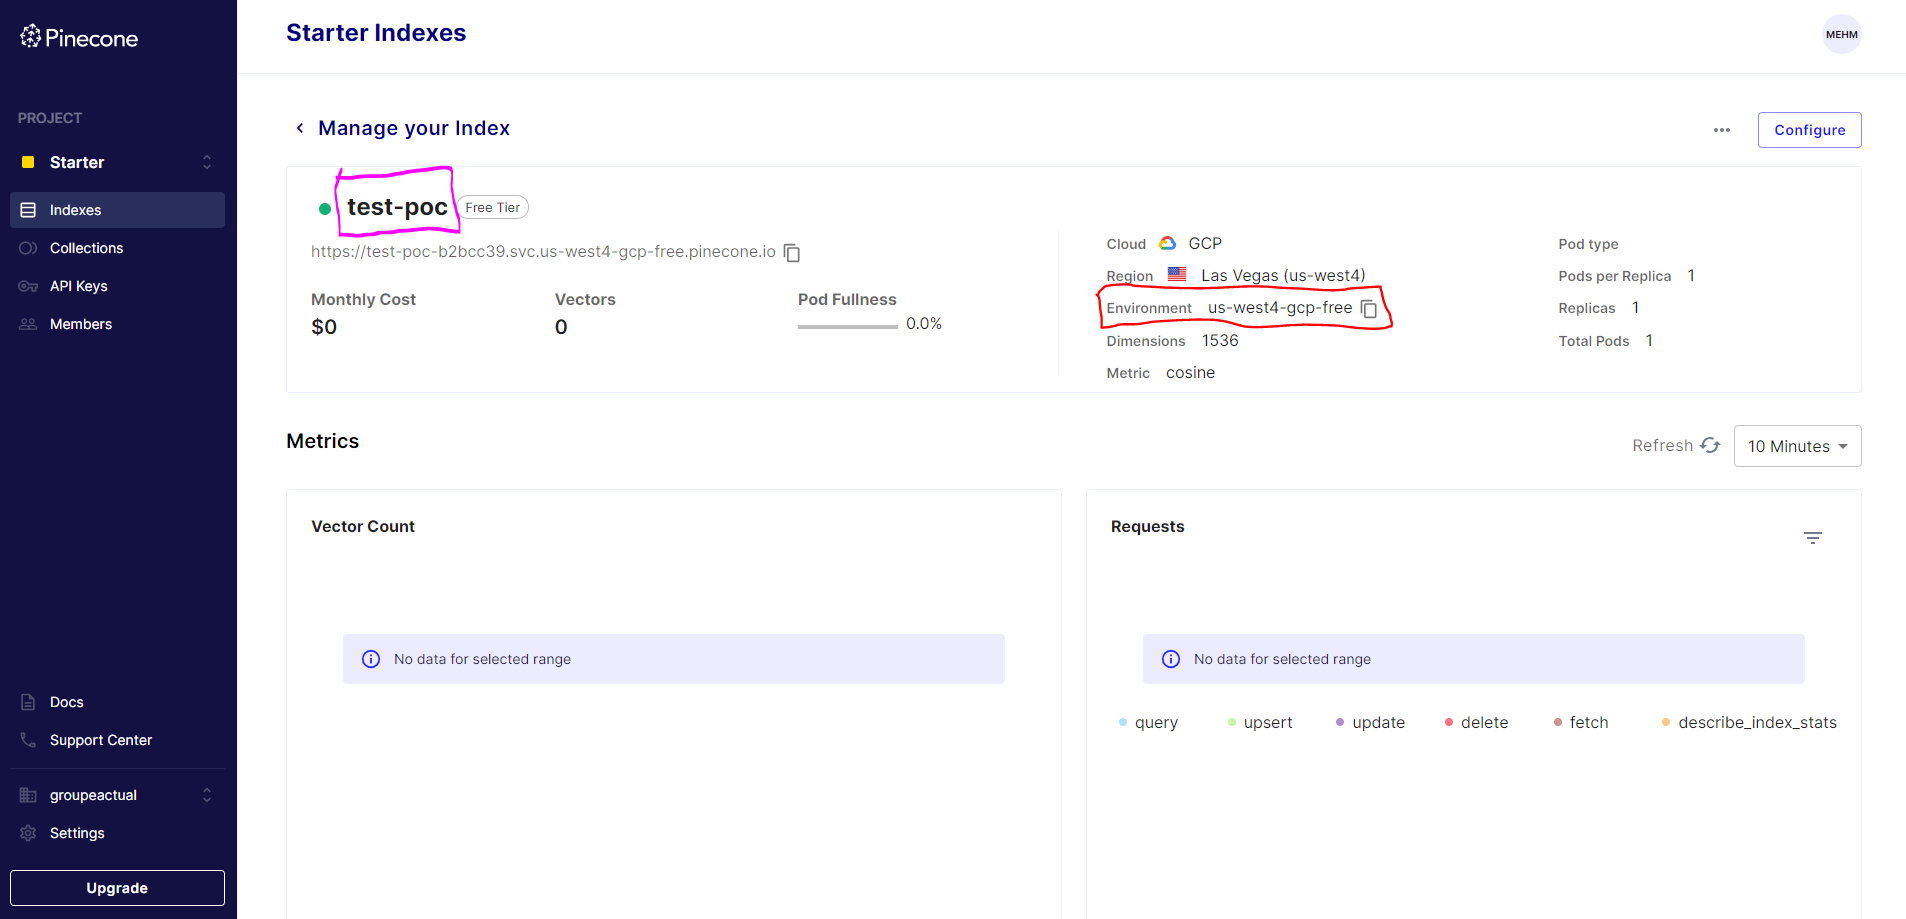 Pinecone
Starter Indexes
MEHM
PROJECT
Starter
Indexes
Collections
API Keys
Members
Docs
Support Center
groupeactual
Settings
Upgrade
Manage your Index
Configure
test-poc Free Tier
https://test-poc-b2bcc39.svc.us-west4-gcp-free.pinecone.io
Monthly Cost
$0
Vectors
0
Pod Fullness
0.0%
Cloud GCP
Region Las Vegas (us-west4)
Environment us-west4-gcp-free
Dimensions 1536
Metric cosine
Pod type
Pods per Replica 1
Replicas 1
Total Pods 1
Metrics
Refresh
10 Minutes
Vector Count
No data for selected range
Requests
No data for selected range
query upsert update delete fetch describe_index_stats